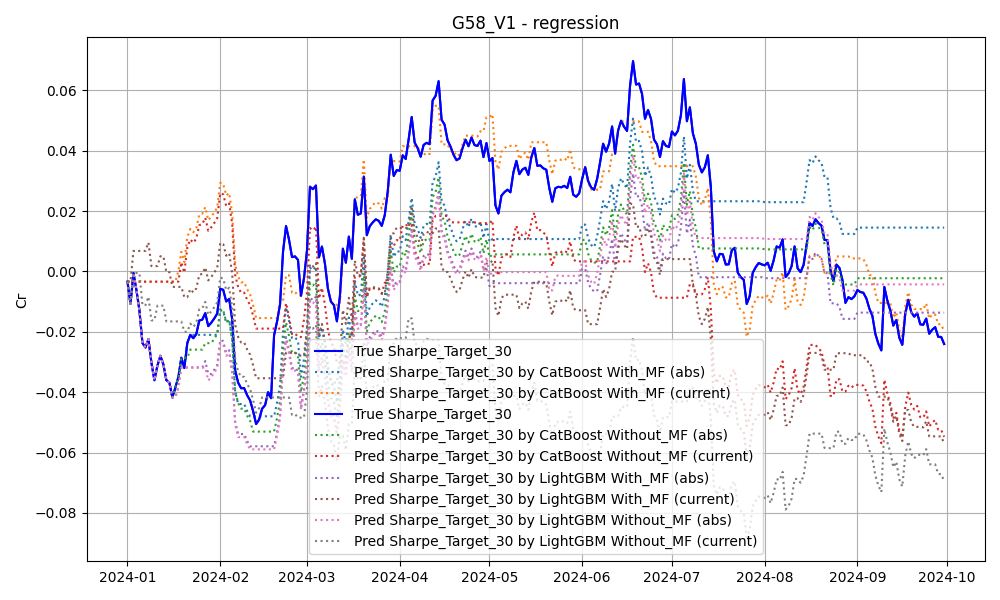 G58_V1 - regression
Cr
0.06
0.04
0.02
0.00
−0.02
−0.04
−0.06
−0.08
True Sharpe_Target_30
Pred Sharpe_Target_30 by CatBoost With_MF (abs)
Pred Sharpe_Target_30 by CatBoost With_MF (current)
True Sharpe_Target_30
Pred Sharpe_Target_30 by CatBoost Without_MF (abs)
Pred Sharpe_Target_30 by CatBoost Without_MF (current)
Pred Sharpe_Target_30 by LightGBM With_MF (abs)
Pred Sharpe_Target_30 by LightGBM With_MF (current)
Pred Sharpe_Target_30 by LightGBM Without_MF (abs)
Pred Sharpe_Target_30 by LightGBM Without_MF (current)
2024-01 2024-02 2024-03 2024-04 2024-05 2024-06 2024-07 2024-08 2024-09 2024-10